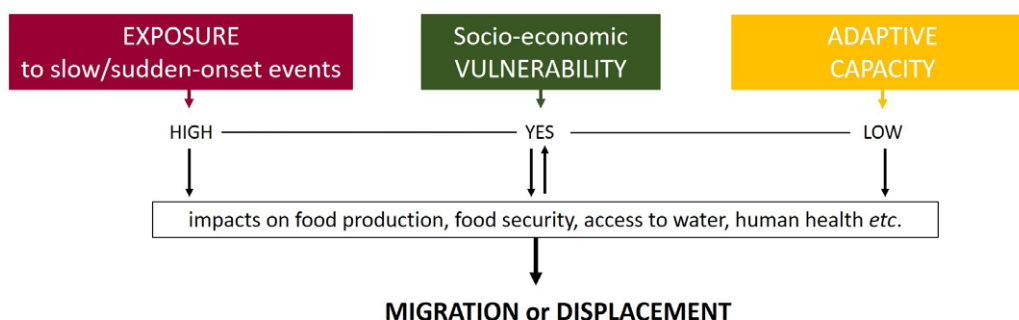 EXPOSURE
to slow/sudden-onset events
Socio-economic
VULNERABILITY
ADAPTIVE
CAPACITY
HIGH
YES
LOW
impacts on food production, food security, access to water, human health etc.
MIGRATION or DISPLACEMENT